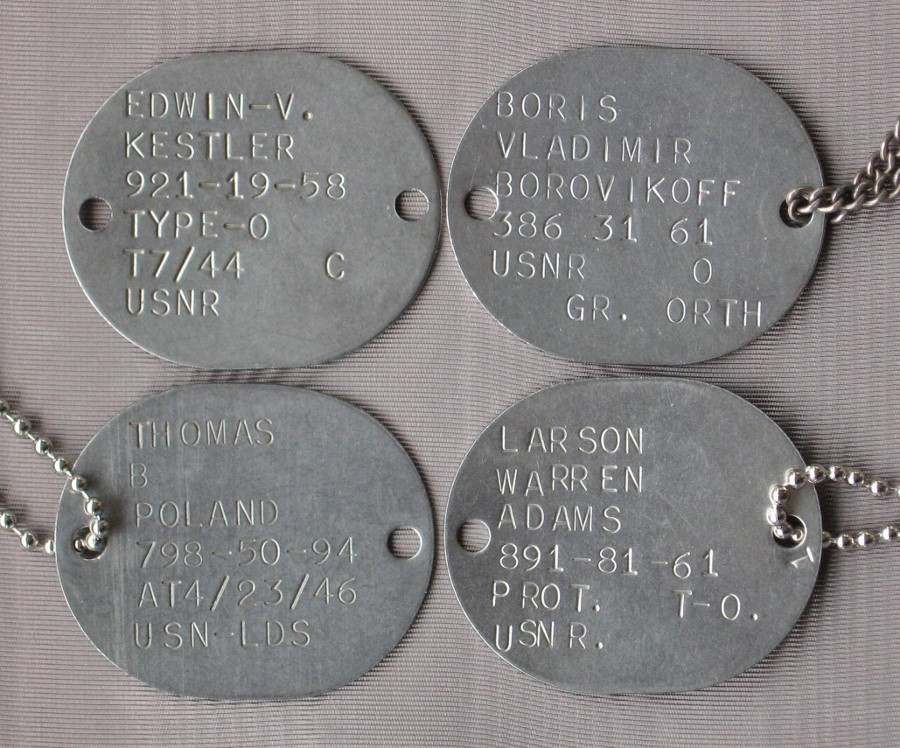 EDWIN-V.
KESTLER
921-19-58
TYPE-O
T7/44 C
USNR
BORIS
VLADIMIR
BOROVIKOFF
386 31 61
USNR O
GR. ORTH
THOMAS
B
POLAND
798-50-94
AT4/23/46
USN-LDS
LARSON
WARREN
ADAMS
891-81-61
PROT. T-O.
USNR.